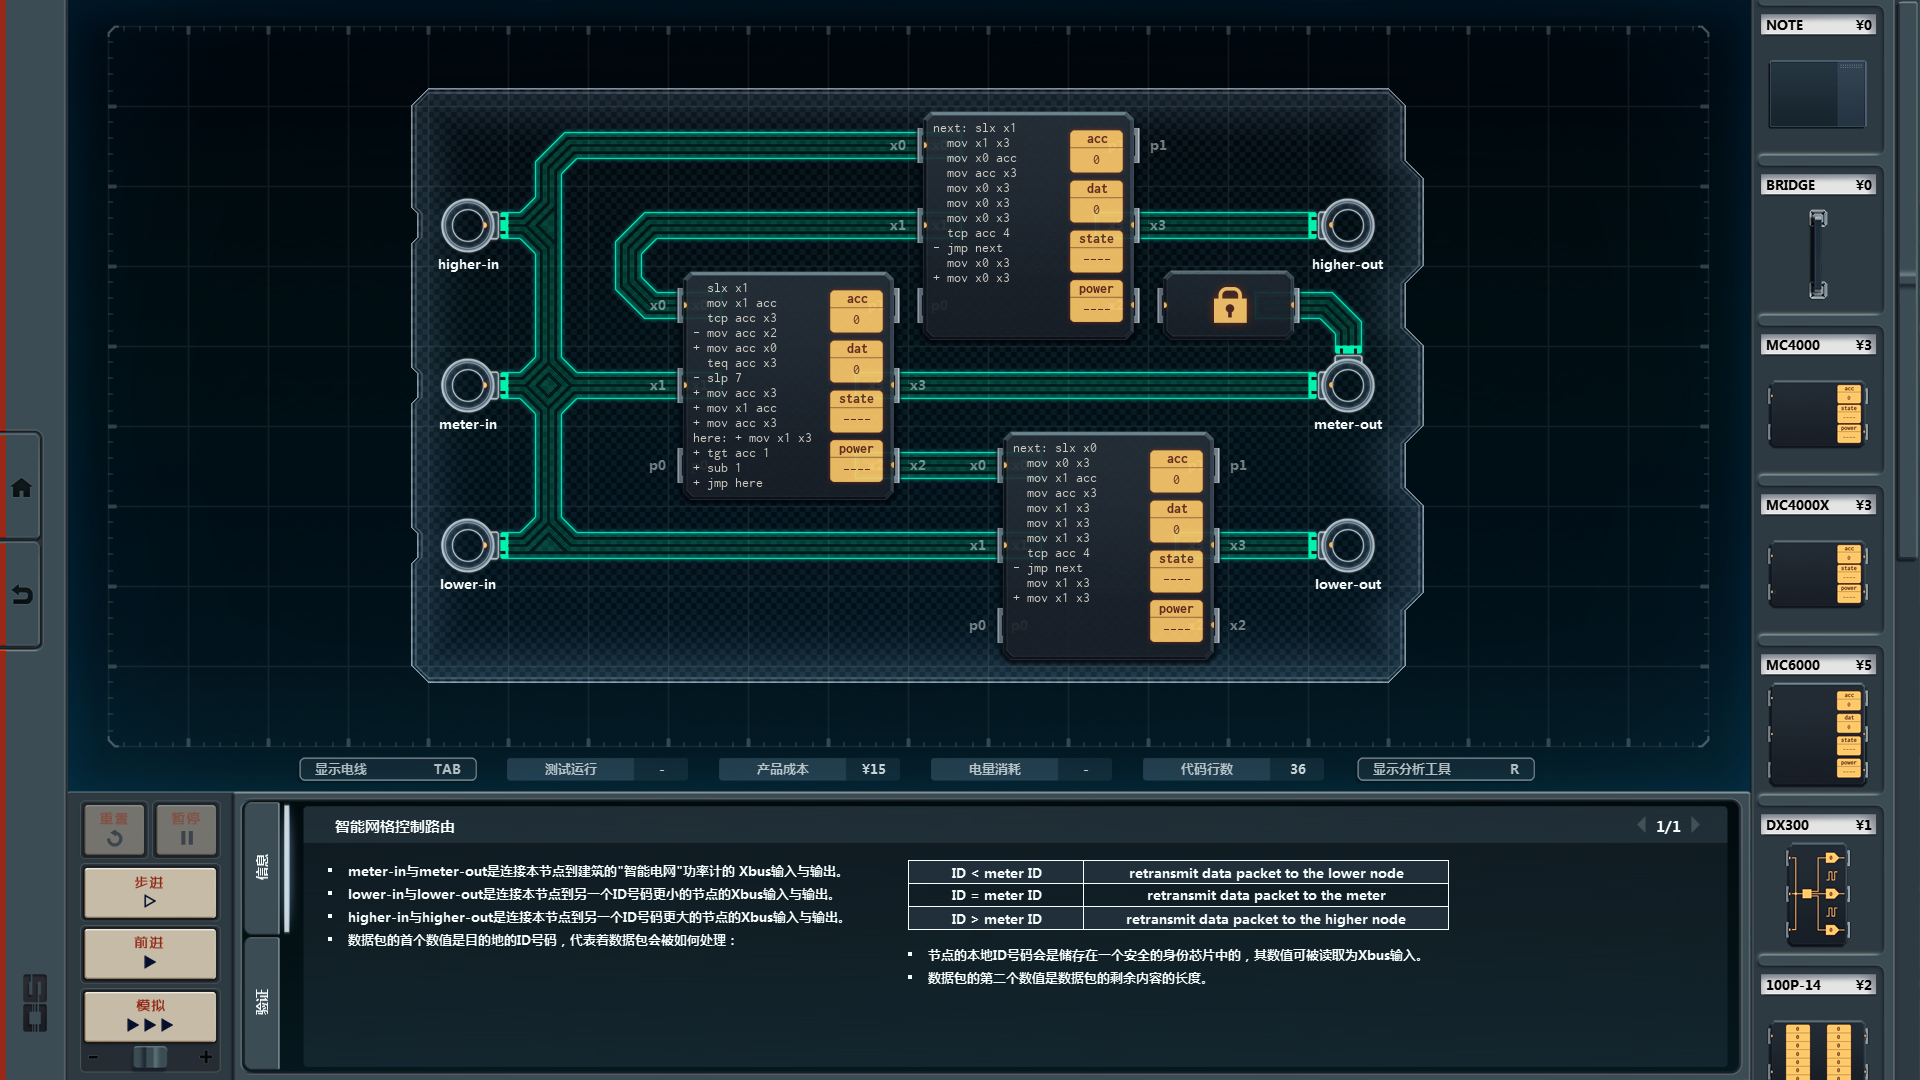 higher-in
meter-in
lower-in
higher-out
meter-out
lower-out
x0
x1
p1
x3
next: slx x1
mov x1 x3
mov x0 acc
mov acc x3
mov x0 x3
mov x0 x3
mov x0 x3
tcp acc 4
- jmp next
mov x0 x3
+ mov x0 x3
acc
0
dat
0
state
----
power
----
p0
x0
x1
p0
x3
x2
slx x1
mov x1 acc
tcp acc x3
- mov acc x2
+ mov acc x0
teq acc x3
- slp 7
+ mov acc x3
+ mov x1 acc
+ mov acc x3
here: + mov x1 x3
+ tgt acc 1
+ sub 1
+ jmp here
acc
0
dat
0
state
----
power
----
x0
x1
p0
p0
p1
x3
x2
next: slx x0
mov x0 x3
mov x1 acc
mov acc x3
mov x1 x3
mov x1 x3
mov x1 x3
tcp acc 4
- jmp next
mov x1 x3
+ mov x1 x3
acc
0
dat
0
state
----
power
----
显示电线 TAB
测试运行 -
产品成本 ¥15
电量消耗 -
代码行数 36
显示分析工具 R
重置
暂停
步进
前进
模拟
- +
信息
验证
智能网格控制路由
1/1
▪ meter-in与meter-out是连接本节点到建筑的"智能电网"功率计的 Xbus输入与输出。
▪ lower-in与lower-out是连接本节点到另一个ID号码更小的节点的Xbus输入与输出。
▪ higher-in与higher-out是连接本节点到另一个ID号码更大的节点的Xbus输入与输出。
▪ 数据包的首个数值是目的地的ID号码，代表着数据包会被如何处理：
ID < meter ID retransmit data packet to the lower node
ID = meter ID retransmit data packet to the meter
ID > meter ID retransmit data packet to the higher node
▪ 节点的本地ID号码会是储存在一个安全的身份芯片中的，其数值可被读取为Xbus输入。
▪ 数据包的第二个数值是数据包的剩余内容的长度。
NOTE ¥0
BRIDGE ¥0
MC4000 ¥3
acc
0
state
----
power
----
MC4000X ¥3
acc
0
state
----
power
----
MC6000 ¥5
acc
0
dat
0
state
----
power
----
DX300 ¥1
100P-14 ¥2